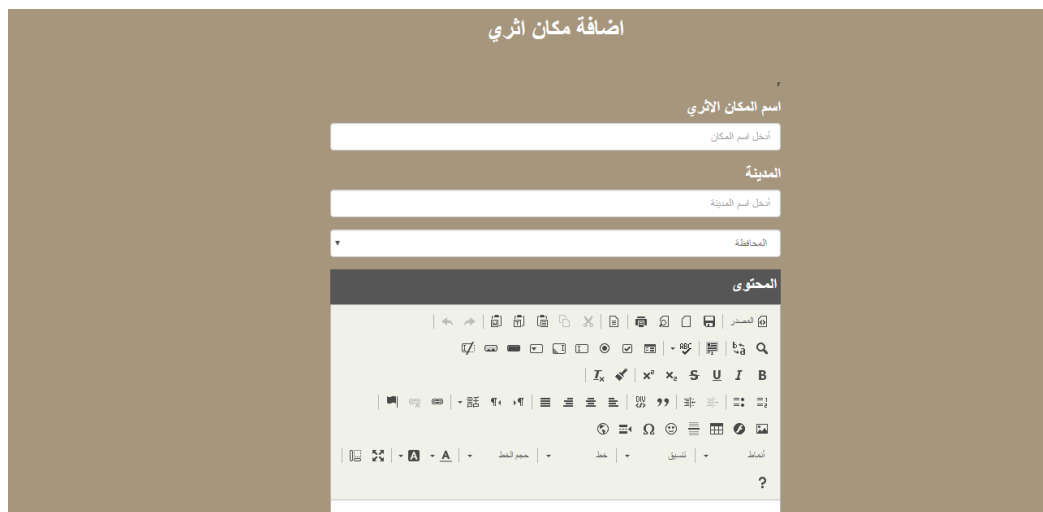 اضافة مكان اثري
اسم المكان الاثري
أدخل اسم المكان
المدينة
أدخل اسم المدينة
المحافظة
المحتوى
المصدر
أنماط تنسيق خط حجم الخط
?